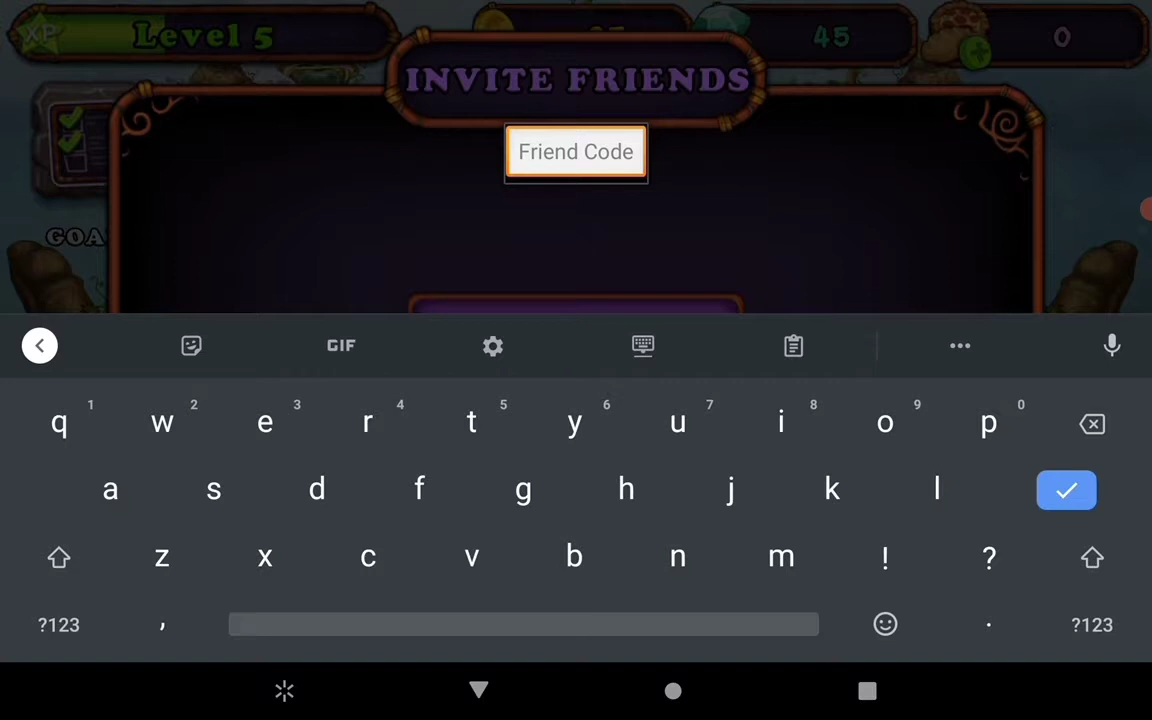 XP Level 5
45
0
INVITE FRIENDS
Friend Code
GOA
GIF
1 2 3 4 5 6 7 8 9 0
q w e r t y u i o p
a s d f g h j k l
z x c v b n m ! ?
?123 , . ?123